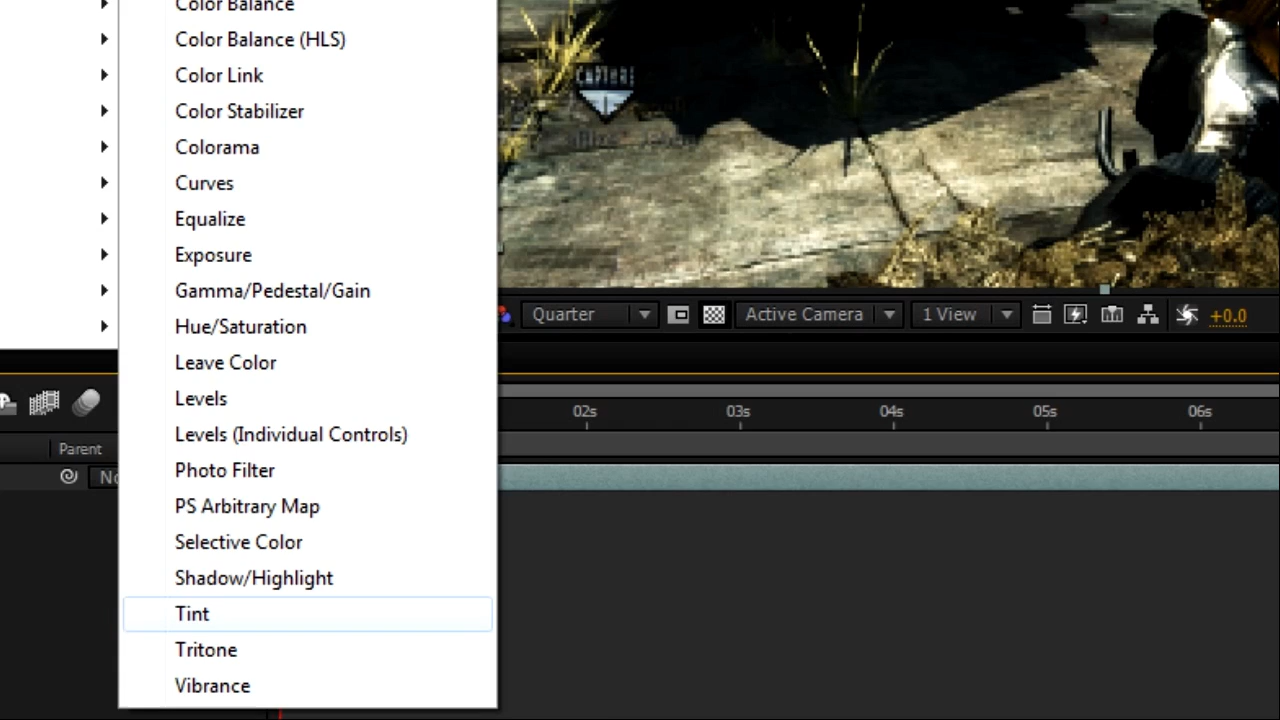 Color Balance
Color Balance (HLS)
Color Link
Color Stabilizer
Colorama
Curves
Equalize
Exposure
Gamma/Pedestal/Gain
Hue/Saturation
Leave Color
Levels
Levels (Individual Controls)
Photo Filter
PS Arbitrary Map
Selective Color
Shadow/Highlight
Tint
Tritone
Vibrance
CAPTURE
Quarter
Active Camera
1 View
+0.0
02s
03s
04s
05s
06s
Parent